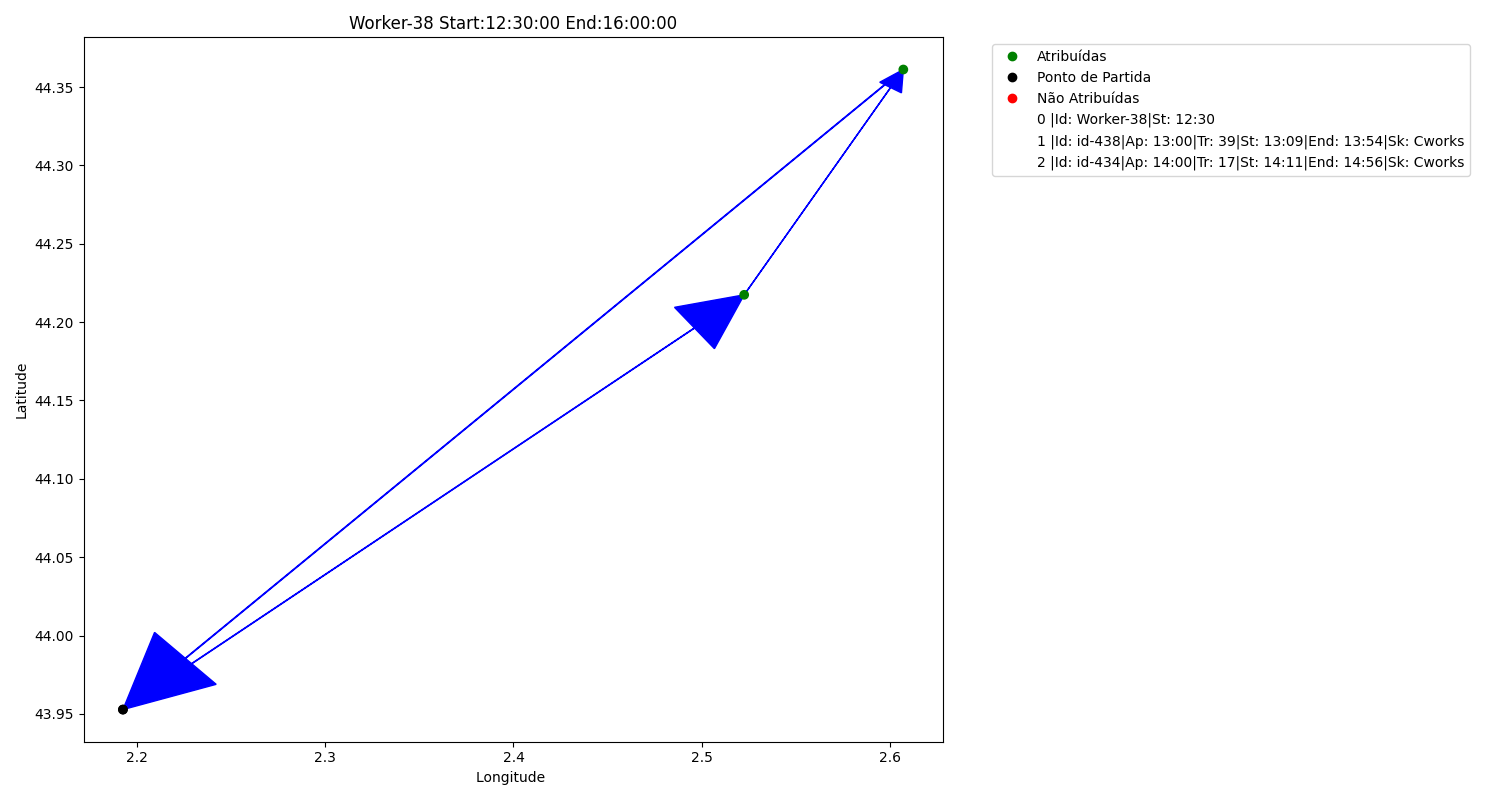 Worker-38 Start:12:30:00 End:16:00:00
44.35
44.30
44.25
44.20
44.15
44.10
44.05
44.00
43.95
Latitude
2.2
2.3
2.4
2.5
2.6
Longitude
Atribuídas
Ponto de Partida
Não Atribuídas
0 |Id: Worker-38|St: 12:30
1 |Id: id-438|Ap: 13:00|Tr: 39|St: 13:09|End: 13:54|Sk: Cworks
2 |Id: id-434|Ap: 14:00|Tr: 17|St: 14:11|End: 14:56|Sk: Cworks